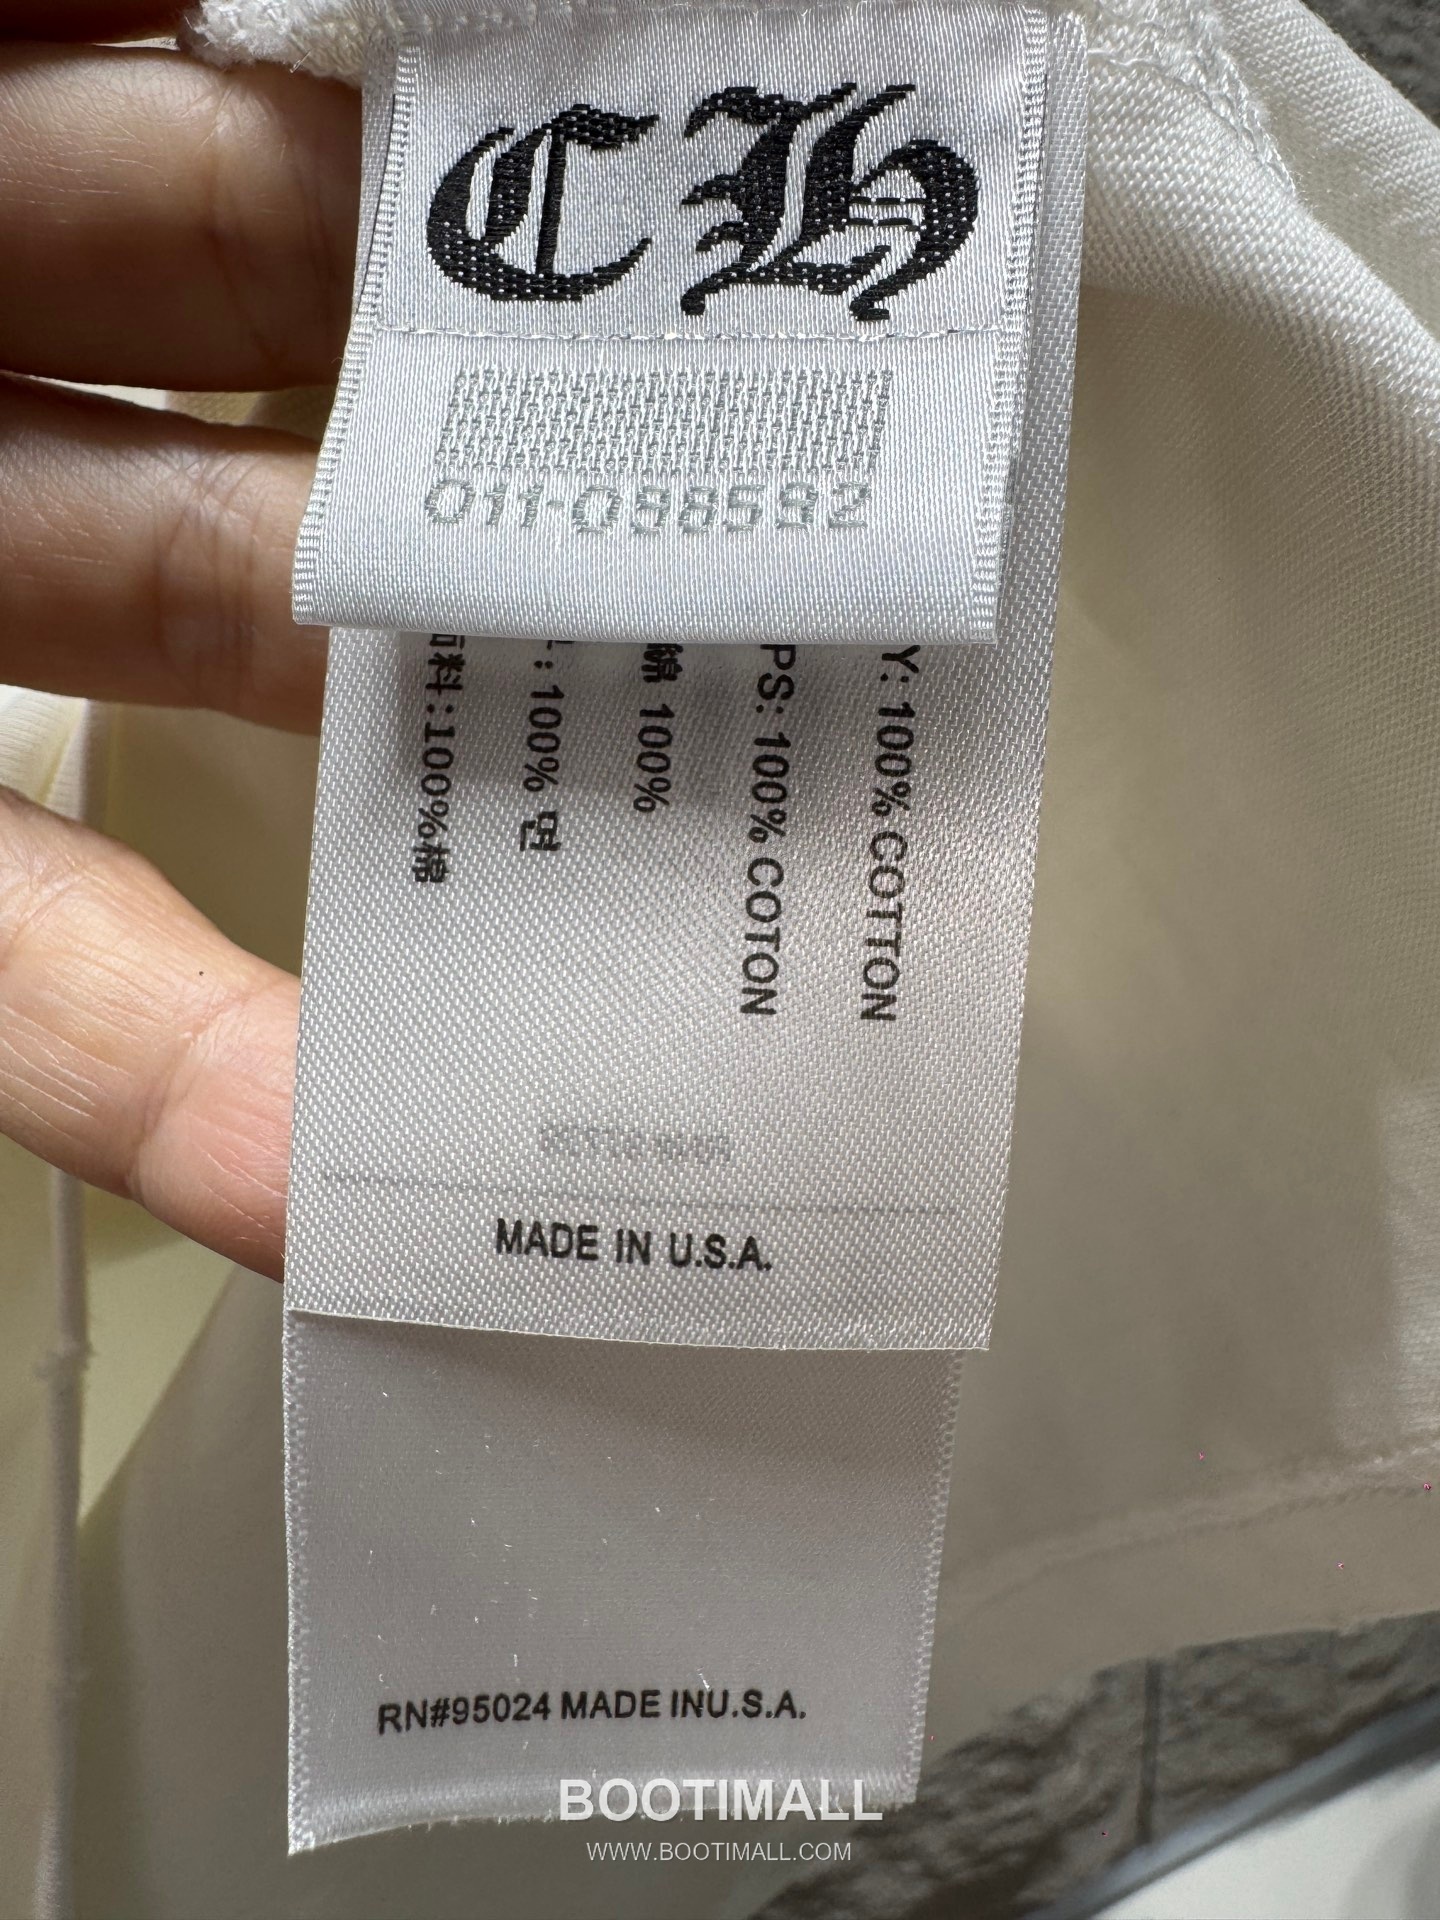 CH
011-088592
Y: 100% COTTON
PS: 100% COTON
綿 100%
: 100% 면
面料:100%棉
MADE IN U.S.A.
RN#95024 MADE INU.S.A.
BOOTIMALL
WWW.BOOTIMALL.COM